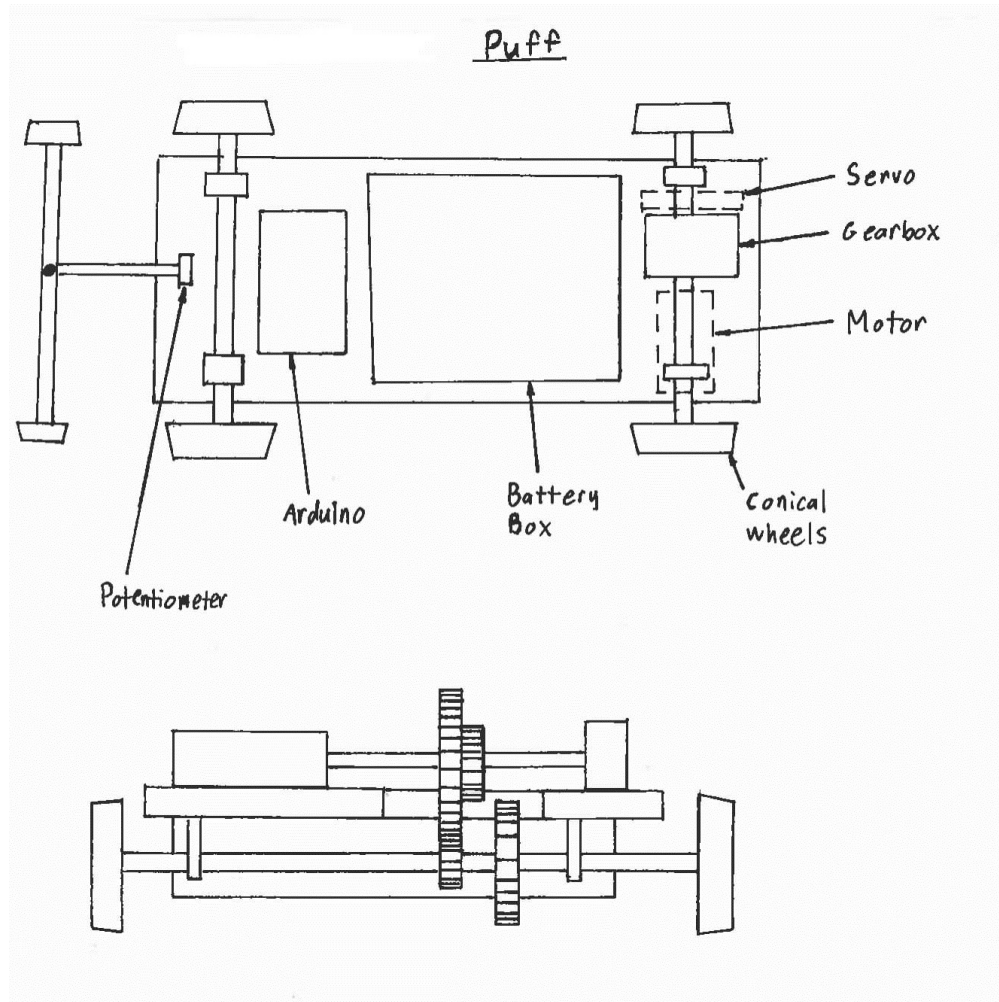 Puff
Servo
Gearbox
Motor
Conical
wheels
Battery
Box
Arduino
Potentiometer